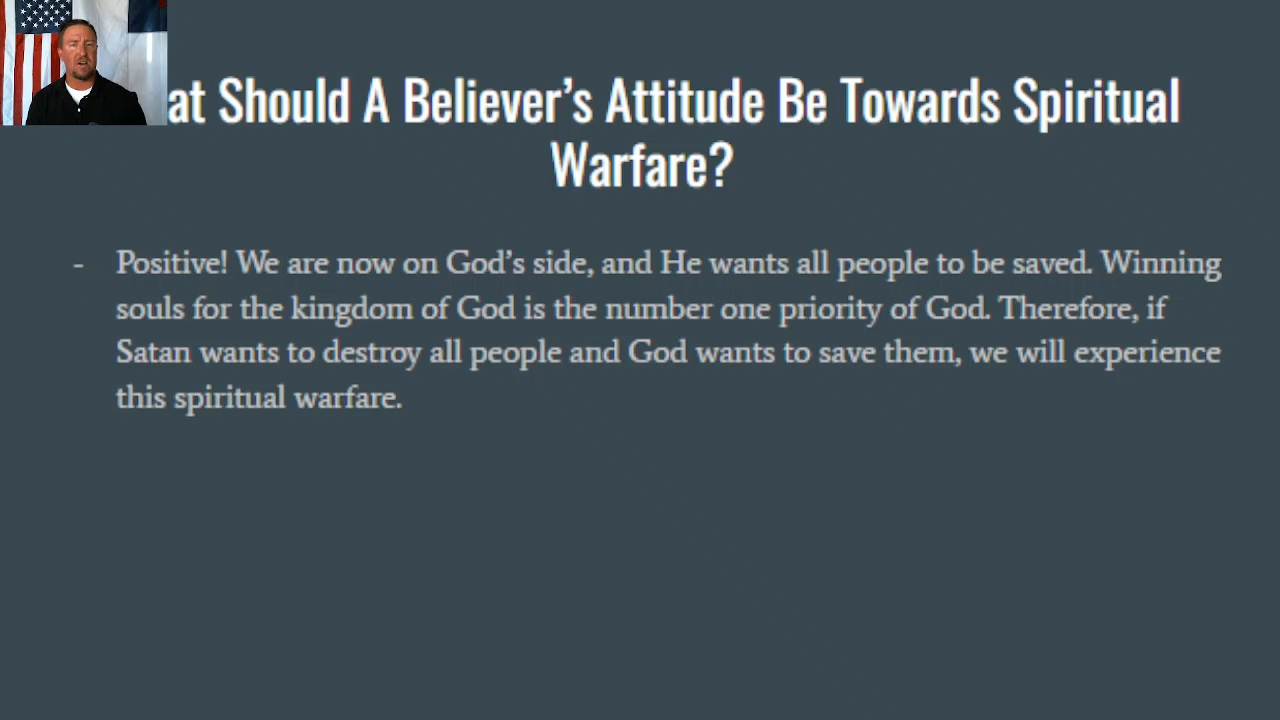 at Should A Believer’s Attitude Be Towards Spiritual
Warfare?
- Positive! We are now on God’s side, and He wants all people to be saved. Winning
souls for the kingdom of God is the number one priority of God. Therefore, if
Satan wants to destroy all people and God wants to save them, we will experience
this spiritual warfare.